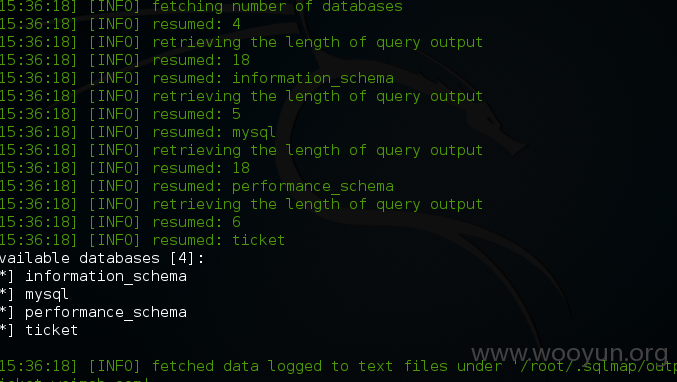 15:36:18] [INFO] fetching number of databases
15:36:18] [INFO] resumed: 4
15:36:18] [INFO] retrieving the length of query output
15:36:18] [INFO] resumed: 18
15:36:18] [INFO] resumed: information_schema
15:36:18] [INFO] retrieving the length of query output
15:36:18] [INFO] resumed: 5
15:36:18] [INFO] resumed: mysql
15:36:18] [INFO] retrieving the length of query output
15:36:18] [INFO] resumed: 18
15:36:18] [INFO] resumed: performance_schema
15:36:18] [INFO] retrieving the length of query output
15:36:18] [INFO] resumed: 6
15:36:18] [INFO] resumed: ticket
vailable databases [4]:
*] information_schema
*] mysql
*] performance_schema
*] ticket
www.wooyun.org
15:36:18] [INFO] fetched data logged to text files under '/root/.sqlmap/outp